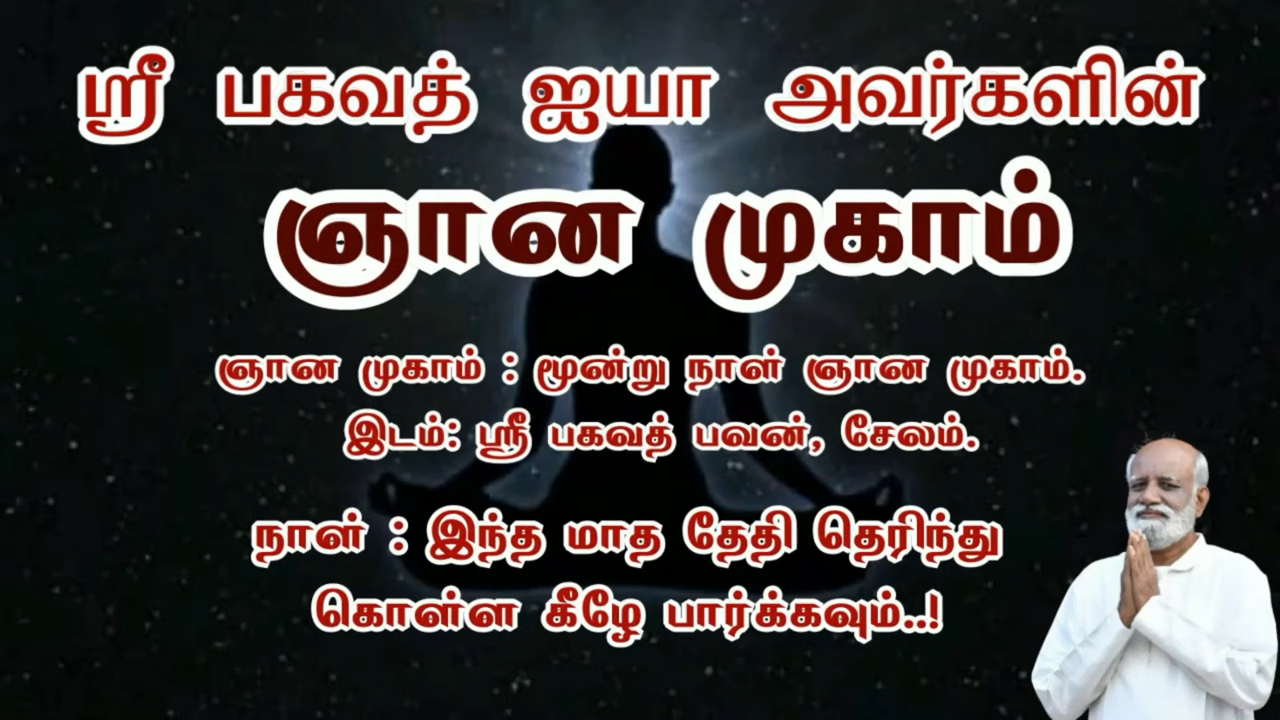 ஸ்ரீ பகவத் ஐயா அவர்களின்
ஞான முகாம்
ஞான முகாம் : மூன்று நாள் ஞான முகாம்.
இடம்: ஸ்ரீ பகவத் பவன், சேலம்.
நாள் : இந்த மாத தேதி தெரிந்து
கொள்ள கீழே பார்க்கவும்..!